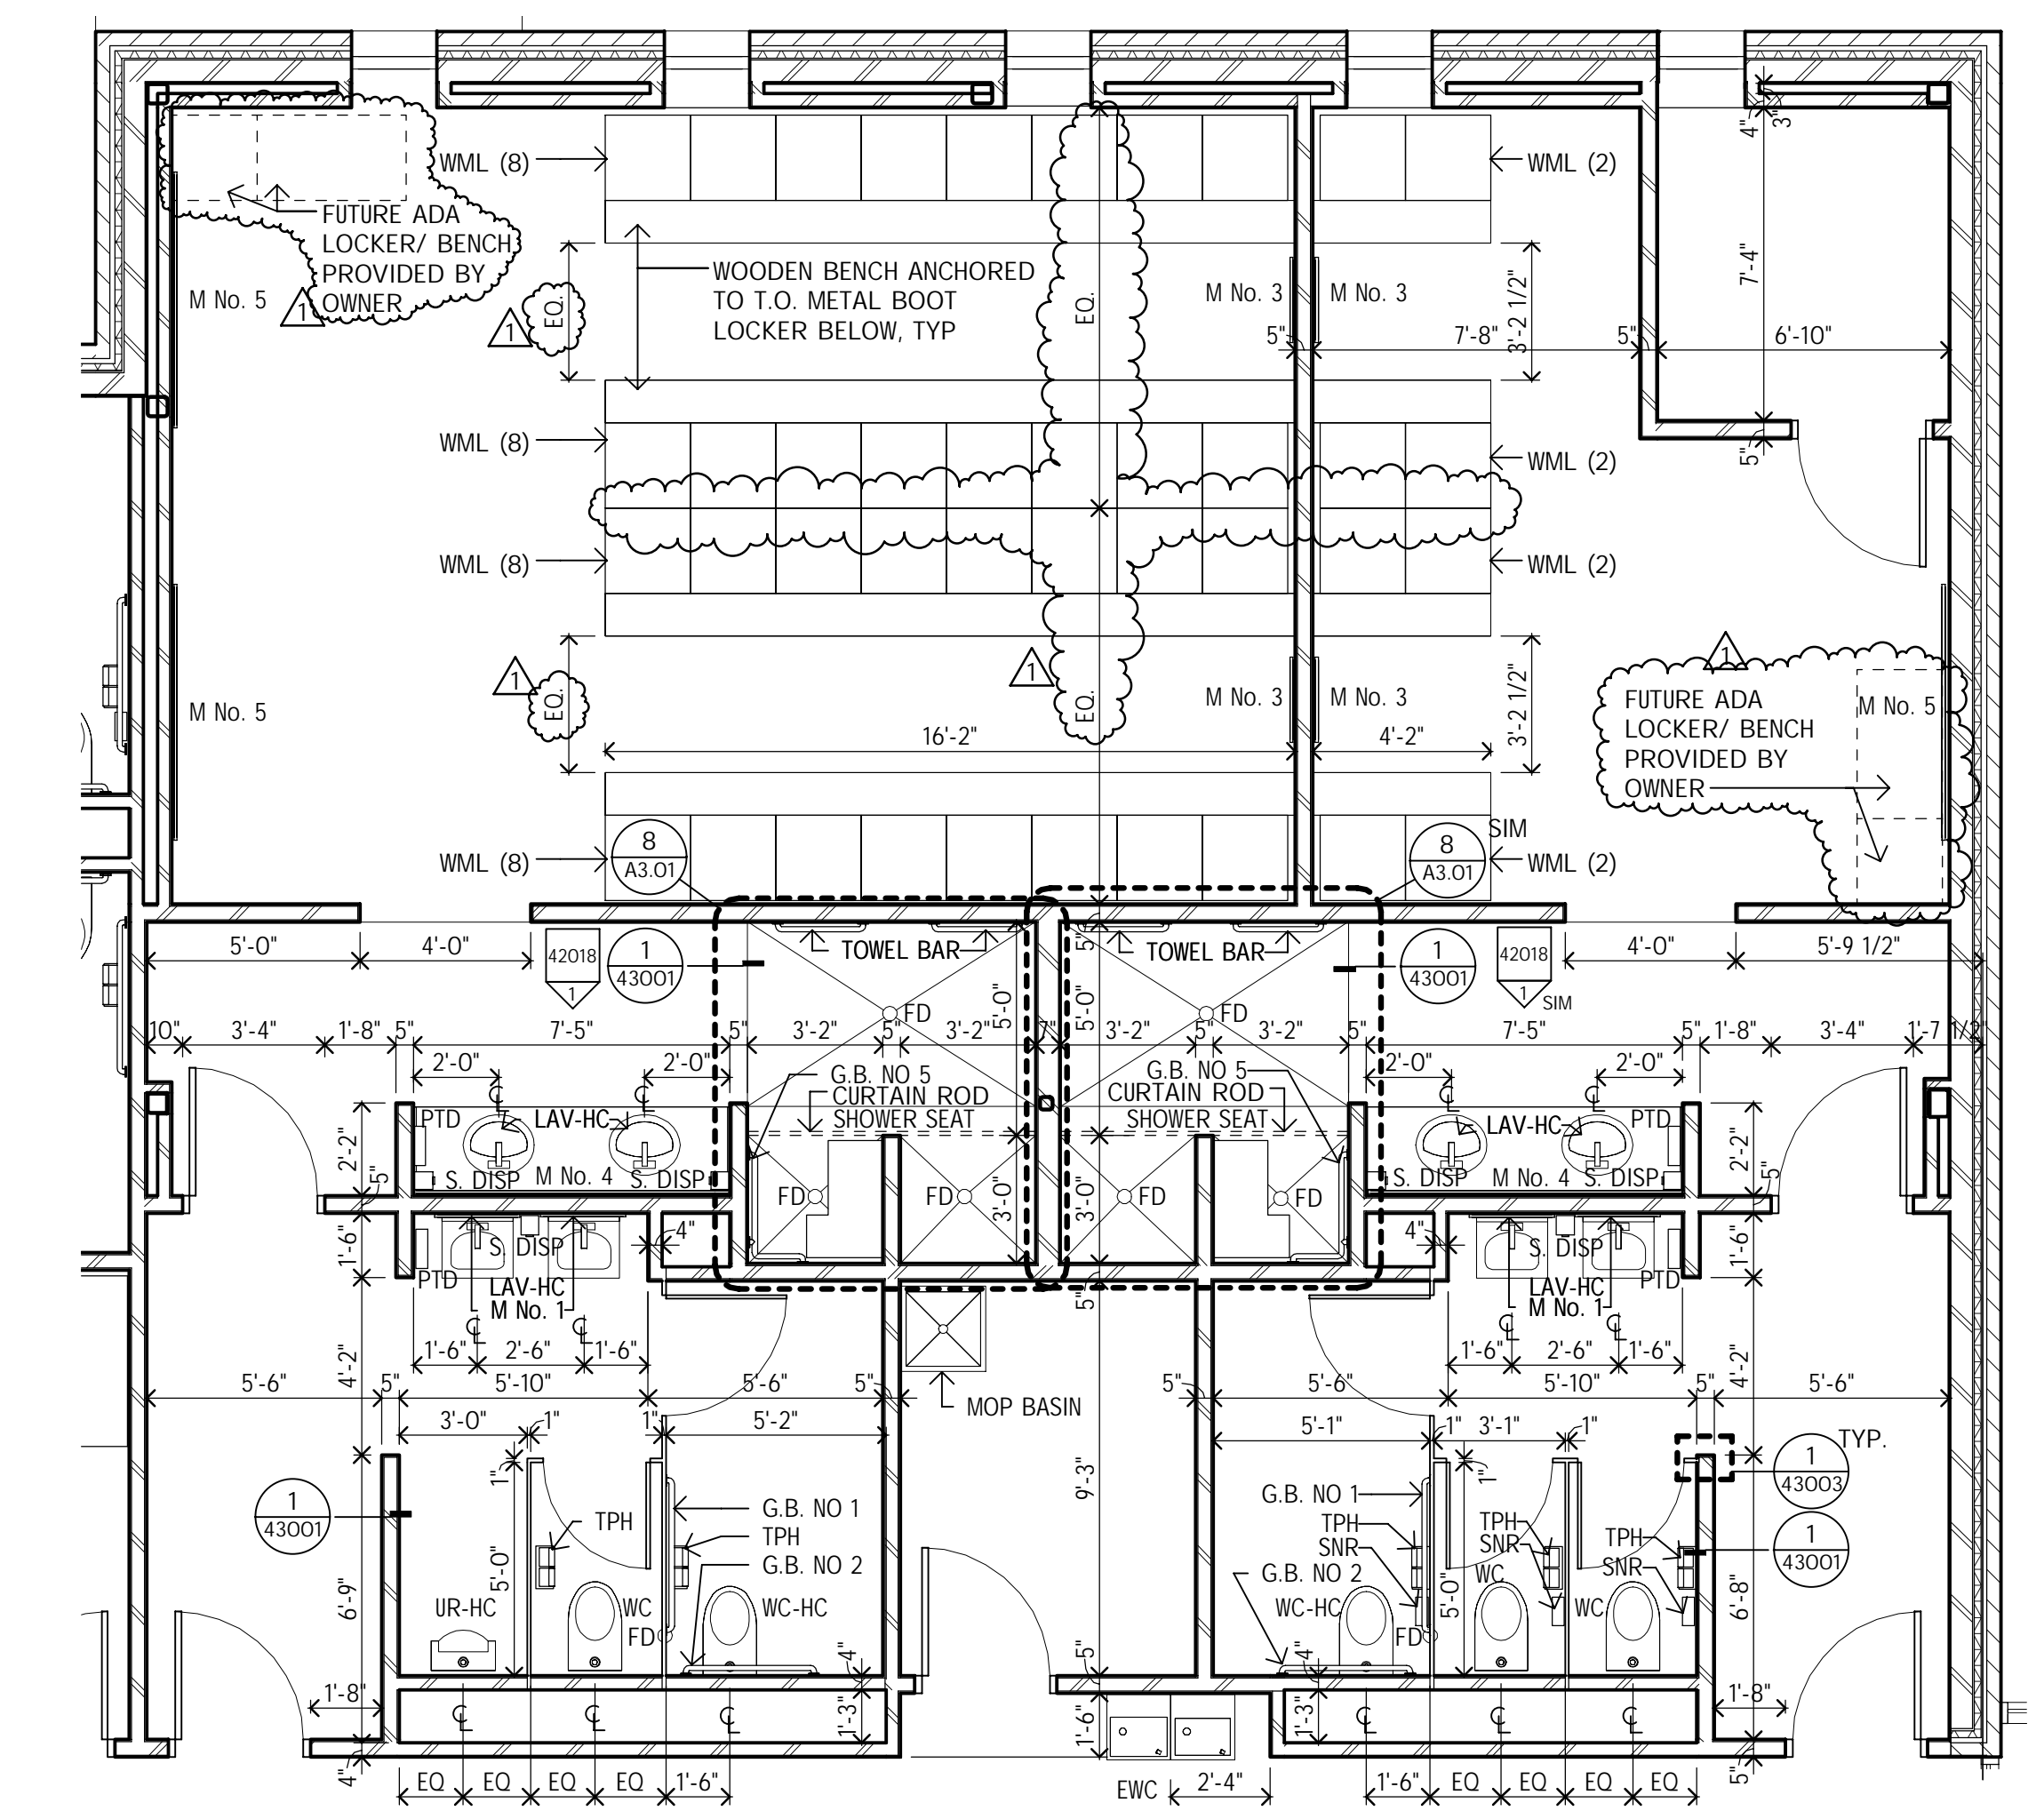 WML (8)
WML (2)
4"
3"
FUTURE ADA
LOCKER/ BENCH
PROVIDED BY
OWNER
1
M No. 5
1
EQ.
WOODEN BENCH ANCHORED
TO T.O. METAL BOOT
LOCKER BELOW, TYP
EQ.
M No. 3
M No. 3
3'-2 1/2"
7'-4"
5"
7'-8"
5"
6'-10"
WML (8)
WML (2)
5"
WML (8)
WML (2)
1
EQ.
1
EQ.
M No. 3
M No. 3
3'-2 1/2"
1
FUTURE ADA
LOCKER/ BENCH
PROVIDED BY
OWNER
M No. 5
M No. 5
16'-2"
4'-2"
WML (8)
8
A3.01
8
A3.01
SIM
WML (2)
5'-0"
4'-0"
42018
1
1
43001
TOWEL BAR
5"
TOWEL BAR
1
43001
42018
1
SIM
4'-0"
5'-9 1/2"
FD
5'-0"
5'-0"
FD
10"
3'-4"
1'-8"
5"
7'-5"
5"
3'-2"
5"
3'-2"
7"
3'-2"
5"
3'-2"
5"
7'-5"
5"
1'-8"
3'-4"
1'-7 1/2"
2'-0"
2'-0"
G.B. NO 5
CURTAIN ROD
SHOWER SEAT
G.B. NO 5
CURTAIN ROD
SHOWER SEAT
2'-0"
2'-0"
2'-2"
5"
PTD
LAV-HC
S. DISP
M No. 4
S. DISP
FD
FD
3'-0"
3'-0"
FD
FD
LAV-HC
PTD
S. DISP
M No. 4
S. DISP
2'-2"
5"
1'-6"
S. DISP
4"
PTD
LAV-HC
M No. 1
5"
4"
S. DISP
PTD
LAV-HC
M No. 1
1'-6"
4'-2"
1'-6"
2'-6"
1'-6"
1'-6"
2'-6"
1'-6"
4'-2"
5'-6"
5"
5'-10"
5'-6"
5"
MOP BASIN
5"
5'-6"
5'-10"
5"
5'-6"
3'-0"
1"
1"
5'-2"
5'-1"
1"
3'-1"
1"
1"
1"
TYP.
1
43003
1
43001
1
43001
9'-3"
TPH
G.B. NO 1
TPH
G.B. NO 2
G.B. NO 1
TPH
SNR
G.B. NO 2
TPH
SNR
TPH
SNR
5'-0"
5'-0"
6'-9"
6'-8"
UR-HC
WC
FD
WC-HC
WC-HC
FD
WC
WC
4"
5"
4"
1'-8"
1'-3"
1'-6"
1'-3"
1'-8"
4"
5"
EQ
EQ
EQ
EQ
1'-6"
EWC
2'-4"
1'-6"
EQ
EQ
EQ
EQ